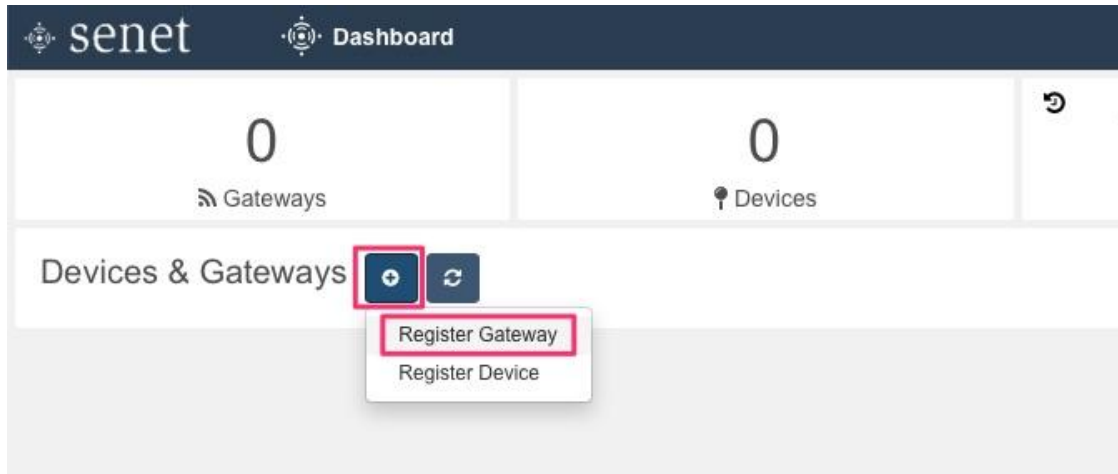 senet
Dashboard
0
Gateways
0
Devices
Devices & Gateways
Register Gateway
Register Device